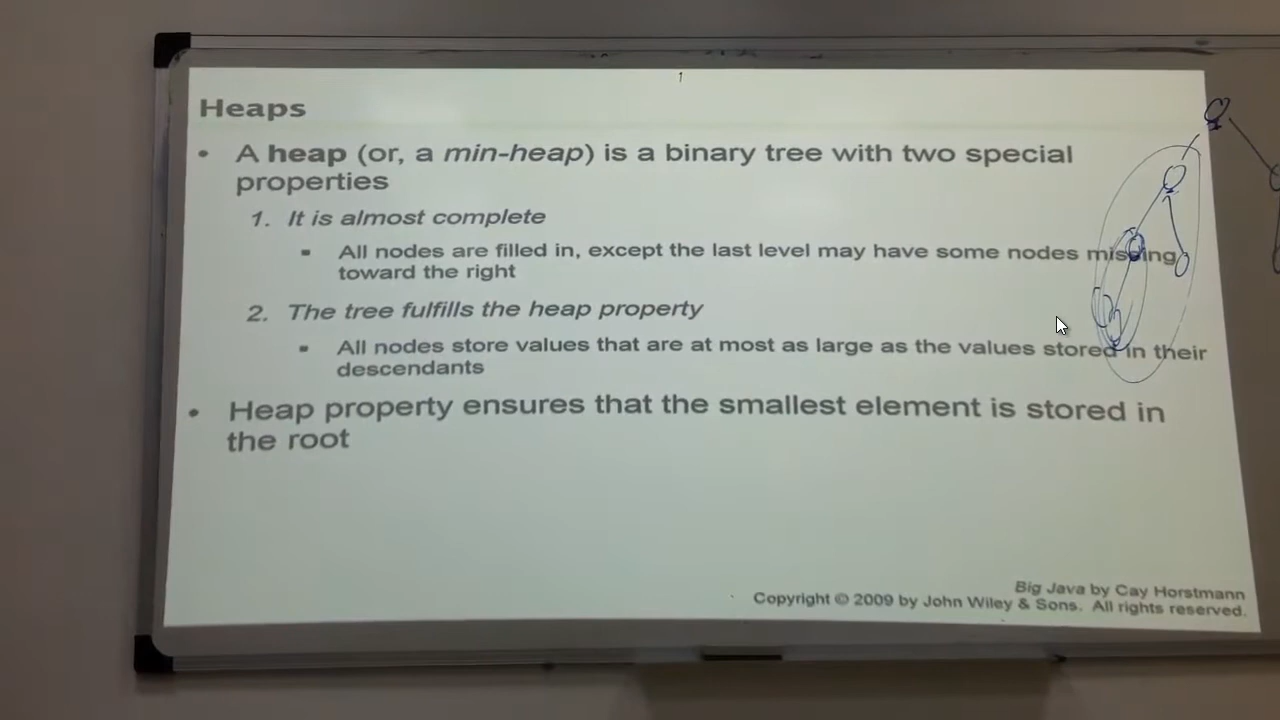 Heaps
• A heap (or, a min-heap) is a binary tree with two special
properties
1. It is almost complete
▪ All nodes are filled in, except the last level may have some nodes missing
toward the right
2. The tree fulfills the heap property
▪ All nodes store values that are at most as large as the values stored in their
descendants
• Heap property ensures that the smallest element is stored in
the root
Big Java by Cay Horstmann
Copyright © 2009 by John Wiley & Sons. All rights reserved.